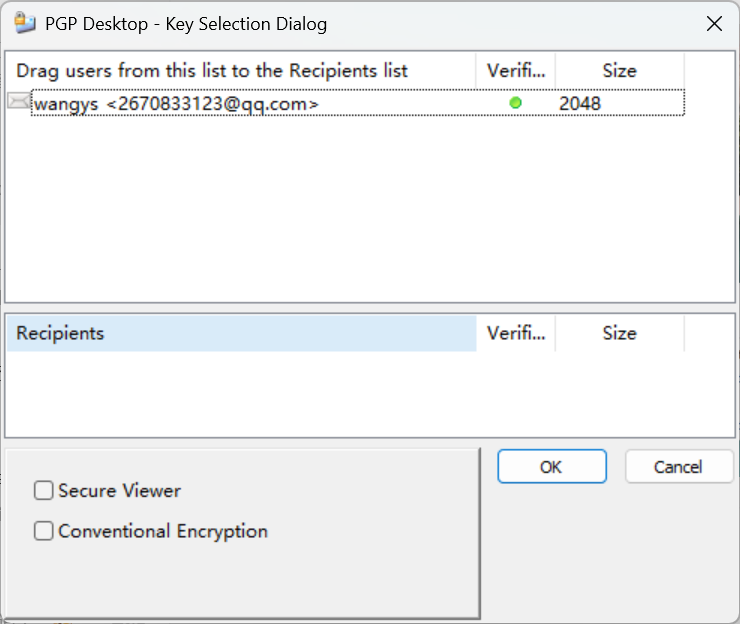 PGP Desktop - Key Selection Dialog
Drag users from this list to the Recipients list Verifi... Size
wangys <2670833123@qq.com> 2048
Recipients Verifi... Size
OK Cancel
Secure Viewer
Conventional Encryption